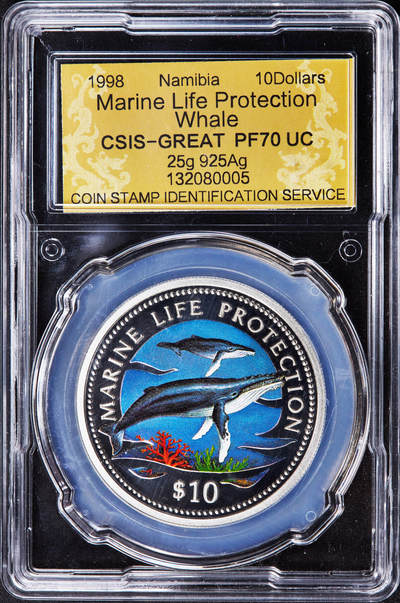 1998 Namibia 10Dollars
Marine Life Protection
Whale
CSIS-GREAT PF70 UC
25g 925Ag
132080005
COIN STAMP IDENTIFICATION SERVICE
MARINE LIFE PROTECTION
$10